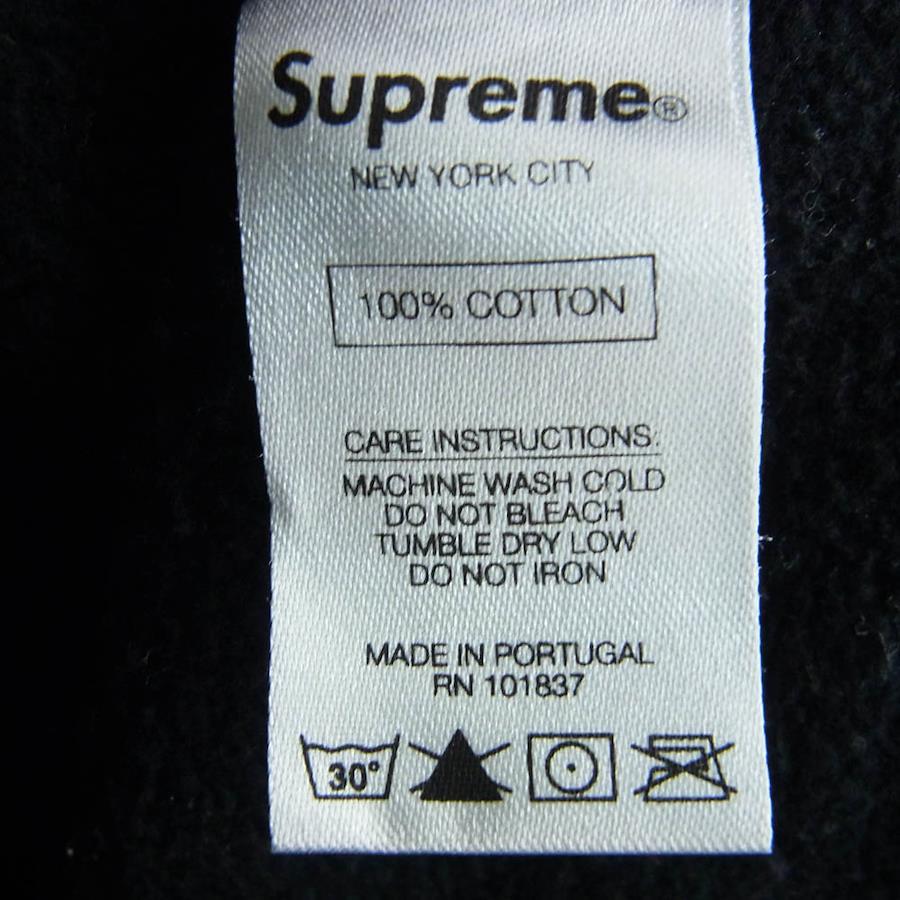 Supreme®
NEW YORK CITY
100% COTTON
CARE INSTRUCTIONS:
MACHINE WASH COLD
DO NOT BLEACH
TUMBLE DRY LOW
DO NOT IRON
MADE IN PORTUGAL
RN 101837
30°